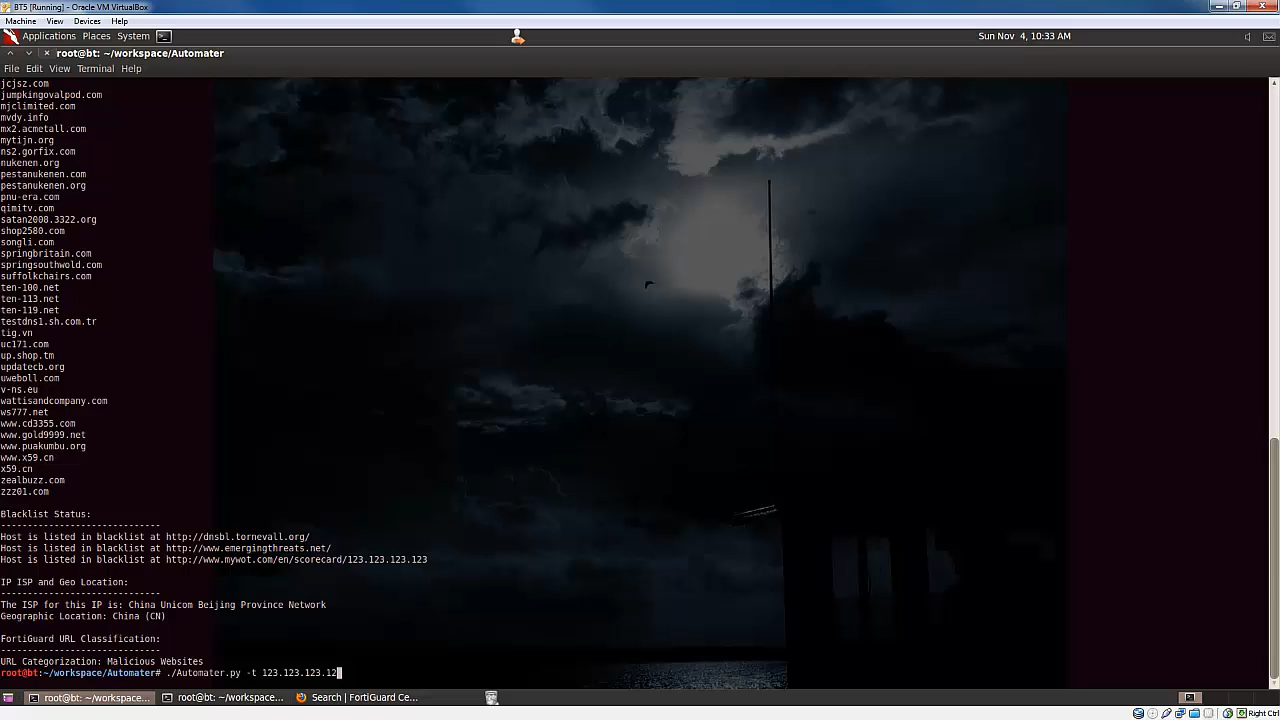 BT5 [Running] - Oracle VM VirtualBox
Machine View Devices Help
Applications Places System Sun Nov 4, 10:33 AM
root@bt: ~/workspace/Automater
File Edit View Terminal Help
jcjsz.com
jumpkingovalpod.com
mjclimited.com
mvdy.info
mx2.acmetall.com
mytijn.org
ns2.gorfix.com
nukenen.org
pestanukenen.com
pestanukenen.org
pnu-era.com
qimitv.com
satan2008.3322.org
shop2580.com
songli.com
springbritain.com
springsouthwold.com
suffolkchairs.com
ten-100.net
ten-113.net
ten-119.net
testdns1.sh.com.tr
tig.vn
uc171.com
up.shop.tm
updatecb.org
uweboll.com
v-ns.eu
wattisandcompany.com
ws777.net
www.cd3355.com
www.gold9999.net
www.puakumbu.org
www.x59.cn
x59.cn
zealbuzz.com
zzz01.com
Blacklist Status:
------------------------------
Host is listed in blacklist at http://dnsbl.tornevall.org/
Host is listed in blacklist at http://www.emergingthreats.net/
Host is listed in blacklist at http://www.mywot.com/en/scorecard/123.123.123.123
IP ISP and Geo Location:
------------------------------
The ISP for this IP is: China Unicom Beijing Province Network
Geographic Location: China (CN)
FortiGuard URL Classification:
------------------------------
URL Categorization: Malicious Websites
root@bt:~/workspace/Automater# ./Automater.py -t 123.123.123.12
root@bt: ~/workspace... root@bt: ~/workspace... Search | FortiGuard Ce...
Right Ctrl